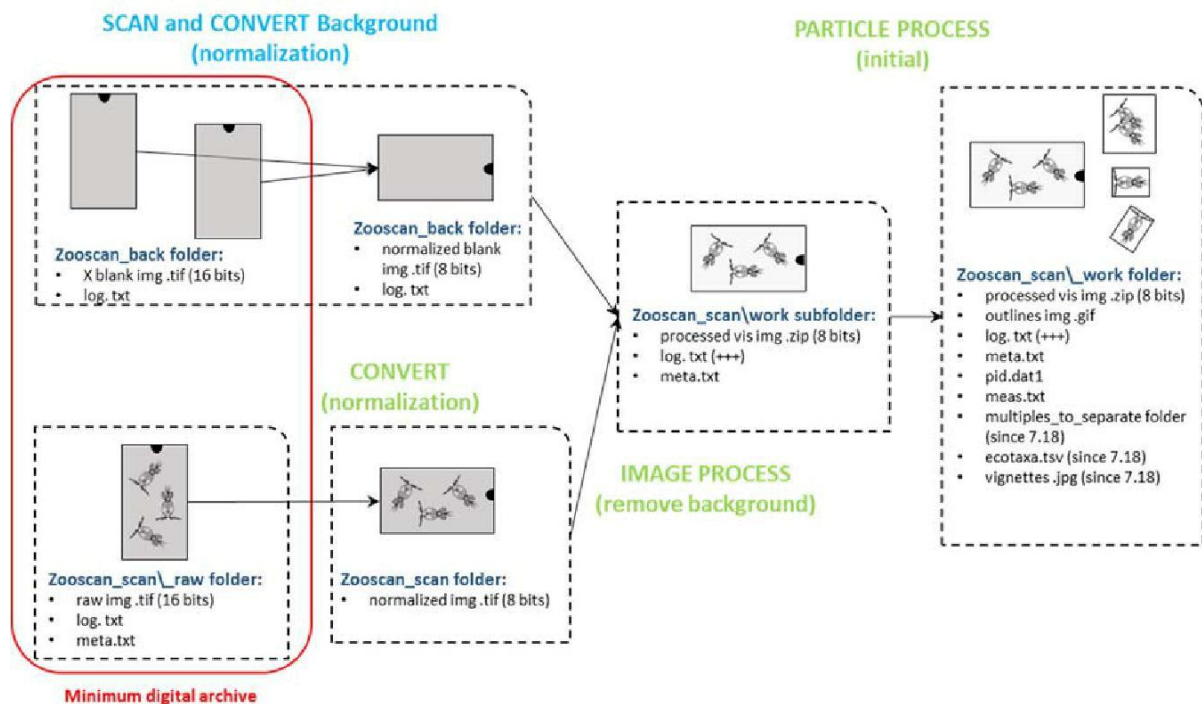 SCAN and CONVERT Background
(normalization)
PARTICLE PROCESS
(initial)
Zooscan_back folder:
• X blank img .tif (16 bits)
• log. txt
Zooscan_back folder:
• normalized blank
img .tif (8 bits)
• log. txt
Zooscan_scan\work subfolder:
• processed vis img .zip (8 bits)
• log. txt (+++)
• meta.txt
Zooscan_scan\_work folder:
• processed vis img .zip (8 bits)
• outlines img .gif
• log. txt (+++)
• meta.txt
• pid.dat1
• meas.txt
• multiples_to_separate folder
(since 7.18)
• ecotaxa.tsv (since 7.18)
• vignettes .jpg (since 7.18)
CONVERT
(normalization)
IMAGE PROCESS
(remove background)
Zooscan_scan\_raw folder:
• raw img .tif (16 bits)
• log. txt
• meta.txt
Zooscan_scan folder:
• normalized img .tif (8 bits)
Minimum digital archive